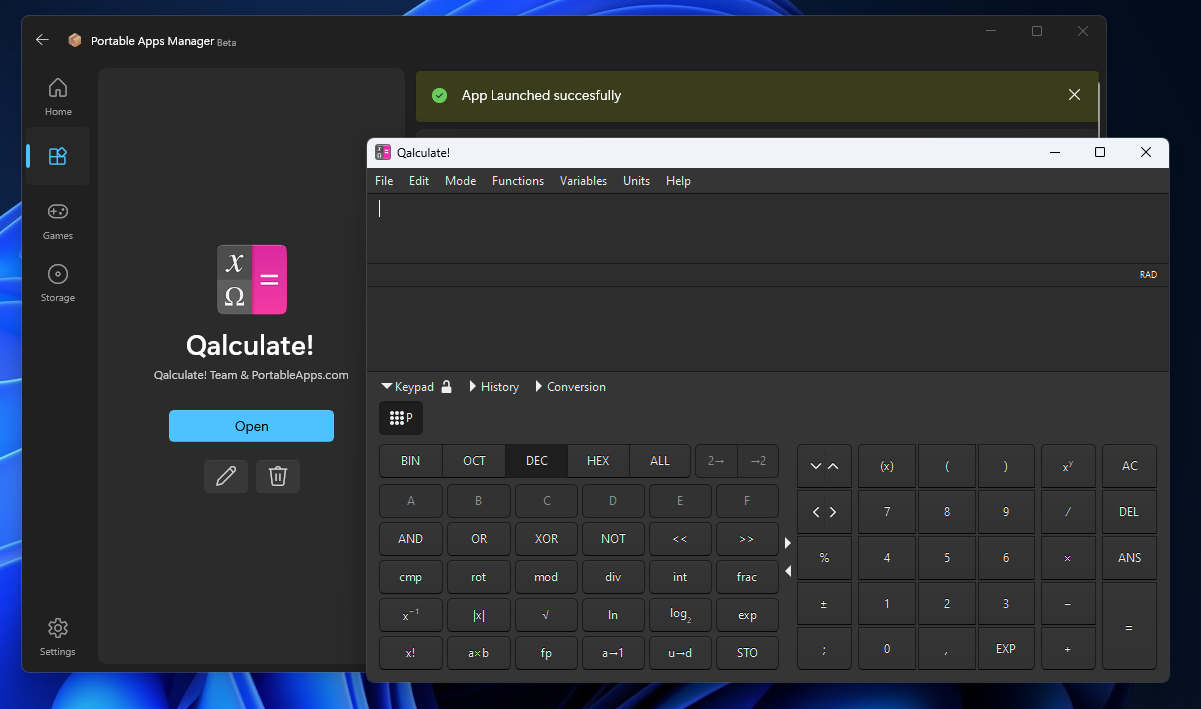 Portable Apps Manager Beta
Home
Games
Storage
Settings
x
Ω
=
Qalculate!
Qalculate! Team & PortableApps.com
Open
App Launched succesfully
Qalculate!
File Edit Mode Functions Variables Units Help
RAD
Keypad History Conversion
P
BIN OCT DEC HEX ALL 2→ →2
A B C D E F
AND OR XOR NOT << >>
cmp rot mod div int frac
x⁻¹ |x| √ ln log₂ exp
x! a×b fp a→1 u→d STO
(x) ( ) xʸ AC
< > 7 8 9 ∕ DEL
% 4 5 6 × ANS
± 1 2 3 − =
; 0 , EXP +